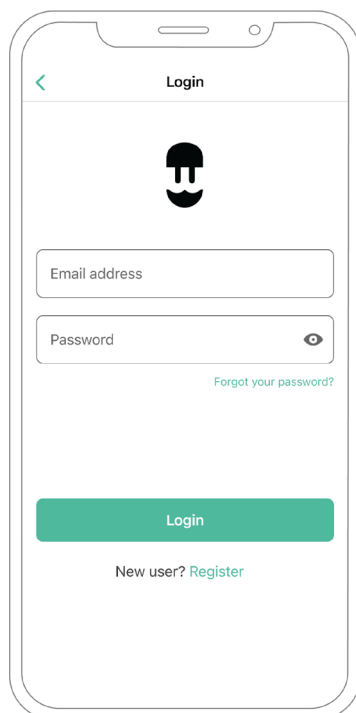 Login
Email address
Password
Forgot your password?
Login
New user? Register